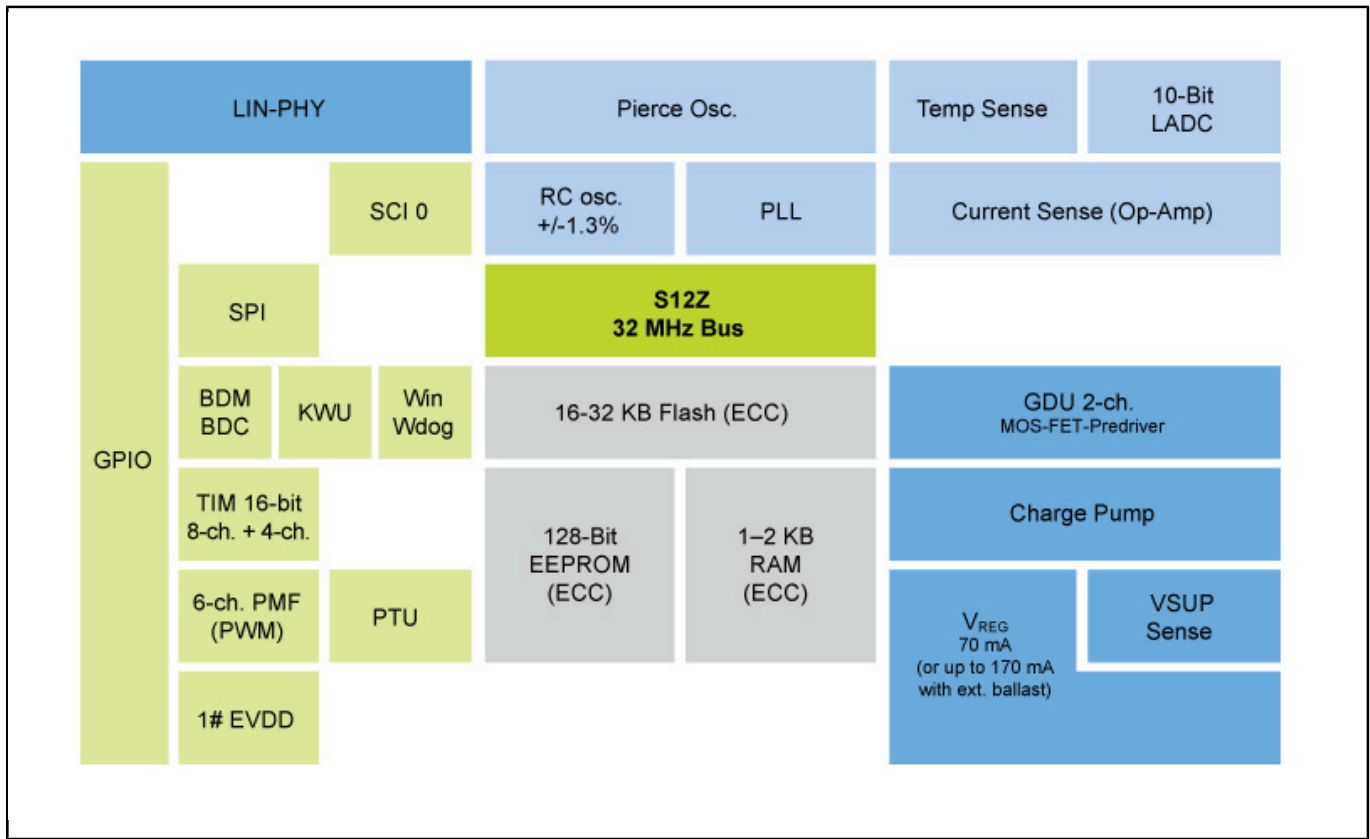 LIN-PHY
Pierce Osc.
Temp Sense
10-Bit
LADC
SCI 0
RC osc.
+/-1.3%
PLL
Current Sense (Op-Amp)
SPI
S12Z
32 MHz Bus
GPIO
BDM
BDC
KWU
Win
Wdog
16-32 KB Flash (ECC)
GDU 2-ch.
MOS-FET-Predriver
TIM 16-bit
8-ch. + 4-ch.
128-Bit
EEPROM
(ECC)
1–2 KB
RAM
(ECC)
Charge Pump
6-ch. PMF
(PWM)
PTU
VREG
70 mA
(or up to 170 mA
with ext. ballast)
VSUP
Sense
1# EVDD